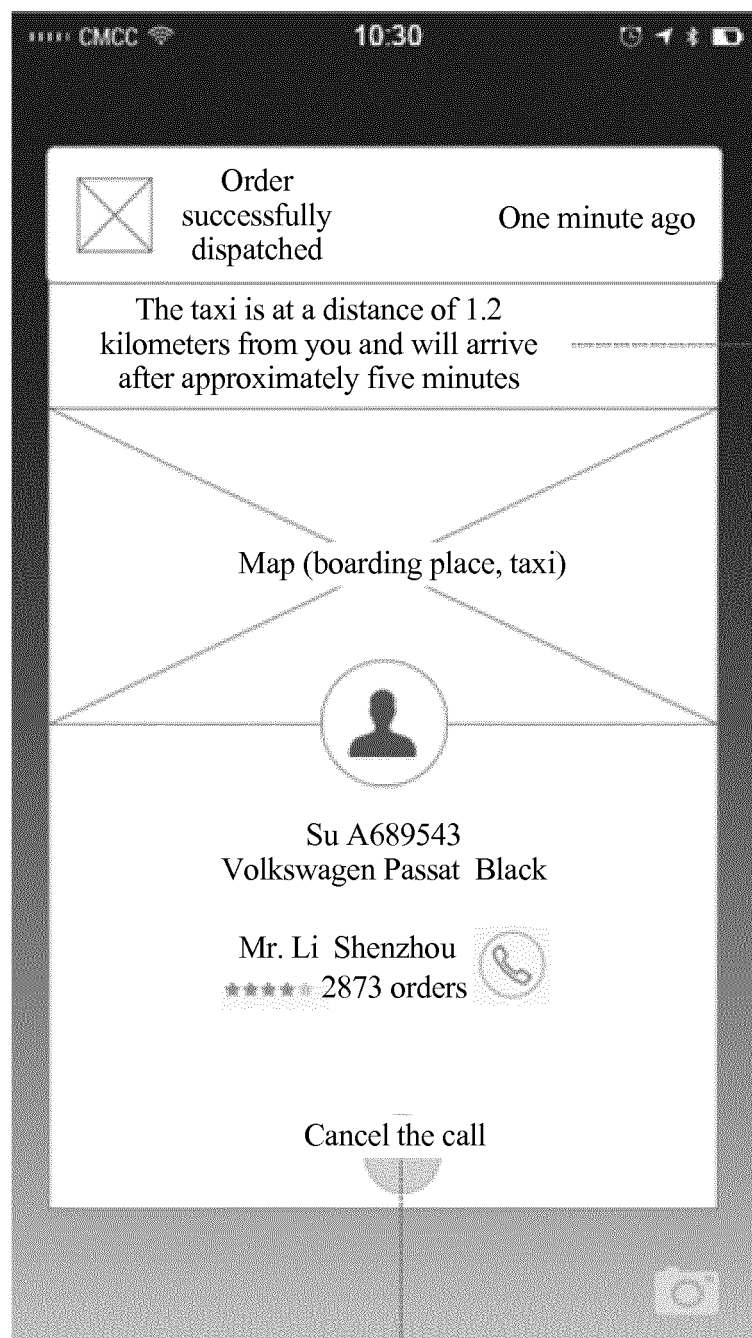 CMCC
10:30
Order
successfully
dispatched
One minute ago
The taxi is at a distance of 1.2
kilometers from you and will arrive
after approximately five minutes
Map (boarding place, taxi)
Su A689543
Volkswagen Passat Black
Mr. Li Shenzhou
2873 orders
Cancel the call